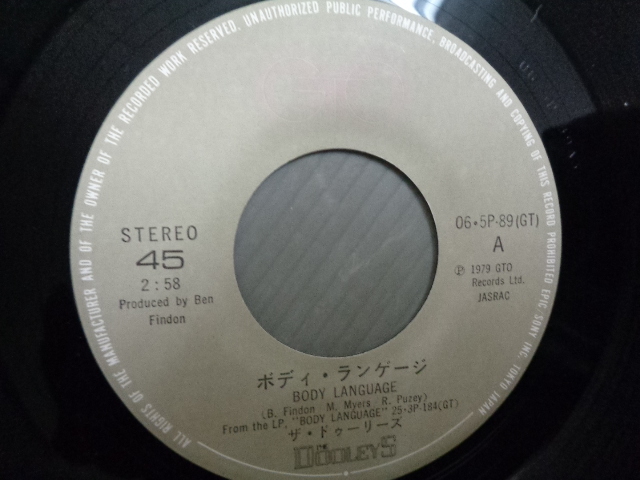 ALL RIGHTS OF THE MANUFACTURER AND OF THE OWNER OF THE RECORDED WORK RESERVED. UNAUTHORIZED PUBLIC PERFORMANCE, BROADCASTING AND COPYING OF THIS RECORD PROHIBITED EPIC/SONY INC. TOKYO JAPAN
GTO
STEREO
45
2:58
Produced by Ben
Findon
06・5P-89(GT)
A
Ⓟ 1979 GTO
Records Ltd.
JASRAC
ボディ・ランゲージ
BODY LANGUAGE
(B. Findon M. Myers R. Puzey)
From the LP, "BODY LANGUAGE" 25・3P-184(GT)
ザ・ドゥーリーズ
THE DOOLEYS